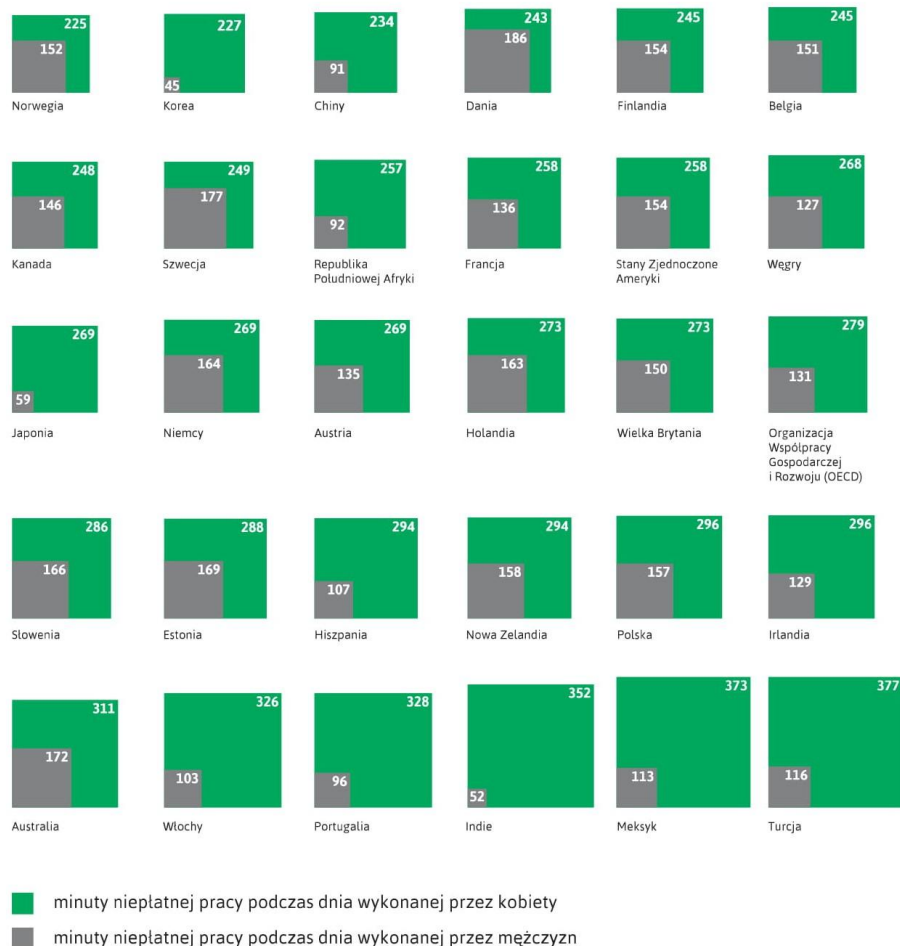 225
152
Norwegia
227
45
Korea
234
91
Chiny
243
186
Dania
245
154
Finlandia
245
151
Belgia
248
146
Kanada
249
177
Szwecja
257
92
Republika
Południowej Afryki
258
136
Francja
258
154
Stany Zjednoczone
Ameryki
268
127
Węgry
269
59
Japonia
269
164
Niemcy
269
135
Austria
273
163
Holandia
273
150
Wielka Brytania
279
131
Organizacja
Współpracy
Gospodarczej
i Rozwoju (OECD)
286
166
Słowenia
288
169
Estonia
294
107
Hiszpania
294
158
Nowa Zelandia
296
157
Polska
296
129
Irlandia
311
172
Australia
326
103
Włochy
328
96
Portugalia
352
52
Indie
373
113
Meksyk
377
116
Turcja
minuty niepłatnej pracy podczas dnia wykonanej przez kobiety
minuty niepłatnej pracy podczas dnia wykonanej przez mężczyzn